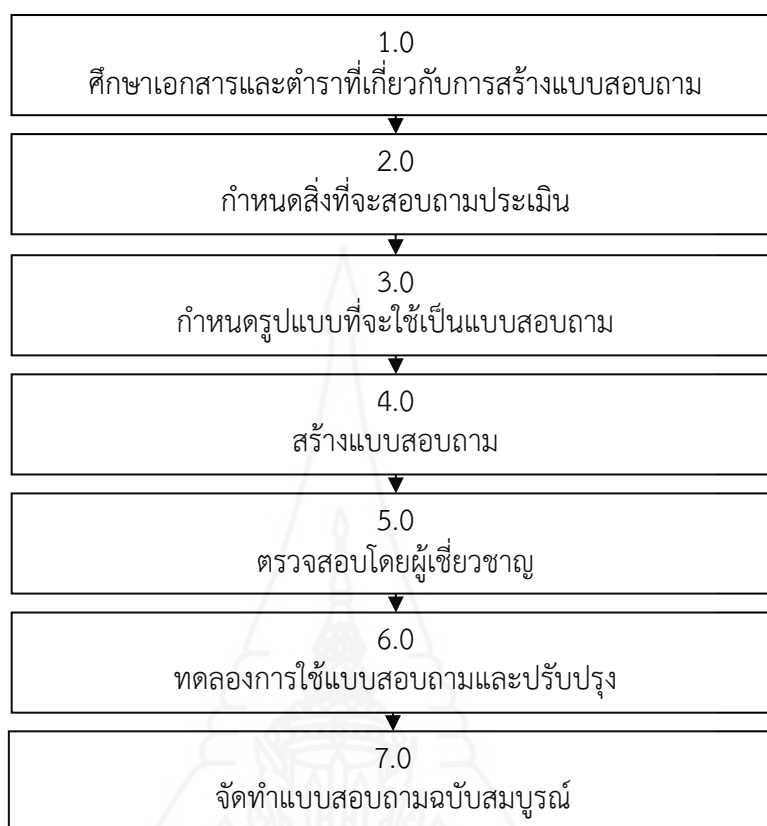 1.0
ศึกษาเอกสารและตำราที่เกี่ยวกับการสร้างแบบสอบถาม
2.0
กำหนดสิ่งที่จะสอบถามประเมิน
3.0
กำหนดรูปแบบที่จะใช้เป็นแบบสอบถาม
4.0
สร้างแบบสอบถาม
5.0
ตรวจสอบโดยผู้เชี่ยวชาญ
6.0
ทดลองการใช้แบบสอบถามและปรับปรุง
7.0
จัดทำแบบสอบถามฉบับสมบูรณ์